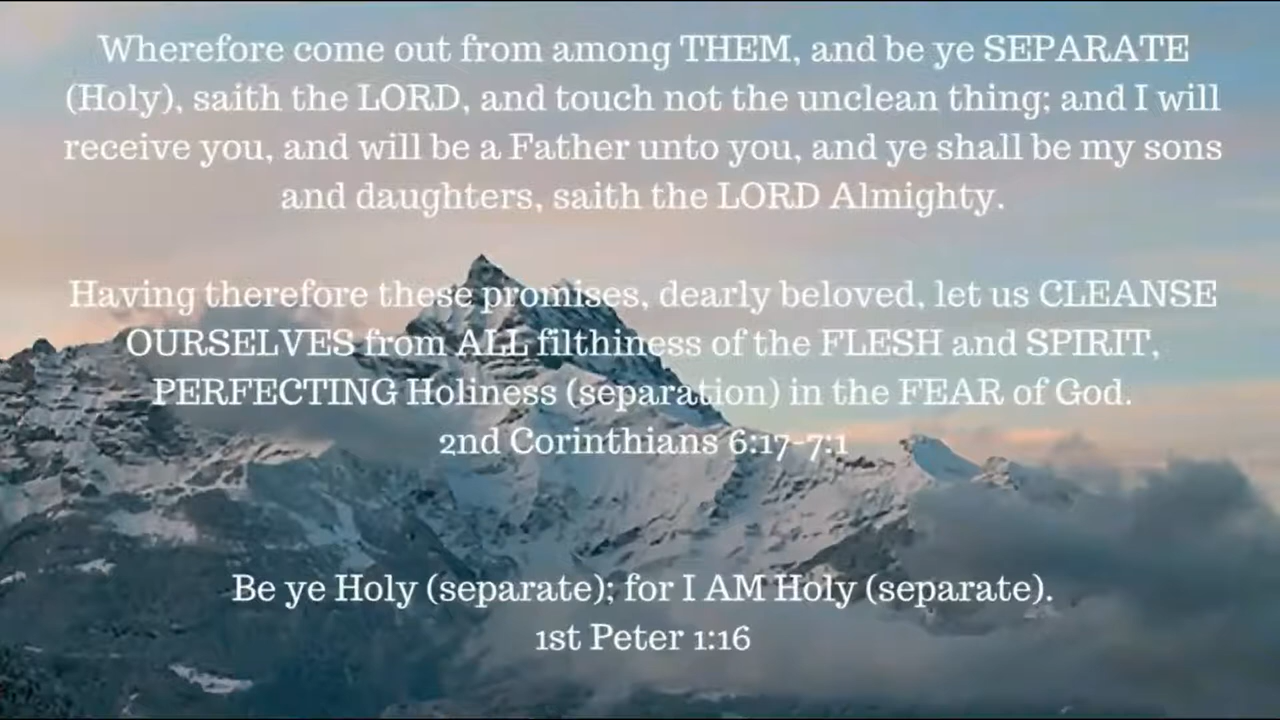 Wherefore come out from among THEM, and be ye SEPARATE
(Holy), saith the LORD, and touch not the unclean thing; and I will
receive you, and will be a Father unto you, and ye shall be my sons
and daughters, saith the LORD Almighty.
Having therefore these promises, dearly beloved, let us CLEANSE
OURSELVES from ALL filthiness of the FLESH and SPIRIT,
PERFECTING Holiness (separation) in the FEAR of God.
2nd Corinthians 6:17-7:1
Be ye Holy (separate); for I AM Holy (separate).
1st Peter 1:16